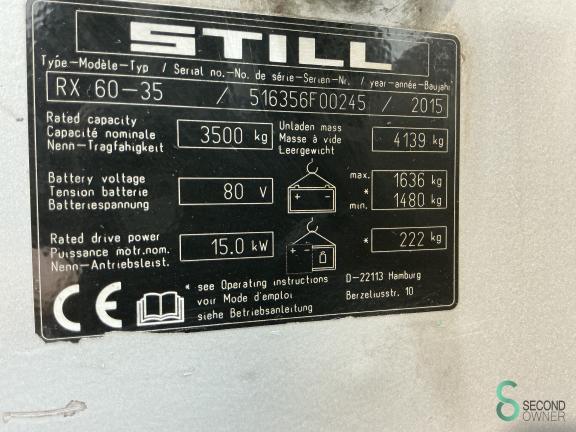 STILL
Type-Modèle-Typ / Serial no.-No. de série-Serien-Nr. / year-année-Baujahr
RX 60-35 / 516356F00245 / 2015
Rated capacity
Capacité nominale
Nenn-Tragfähigkeit
3500 kg
Unladen mass
Masse à vide
Leergewicht
4139 kg
Battery voltage
Tension batterie
Batteriespannung
80 V
max. 1636 kg
*
min. 1480 kg
Rated drive power
Puissance motr.nom.
Nenn-Antriebsleist.
15.0 kW
* 222 kg
CE
* see Operating instructions
voir Mode d'emploi
siehe Betriebsanleitung
D-22113 Hamburg
Berzeliusstr. 10
SECOND
OWNER